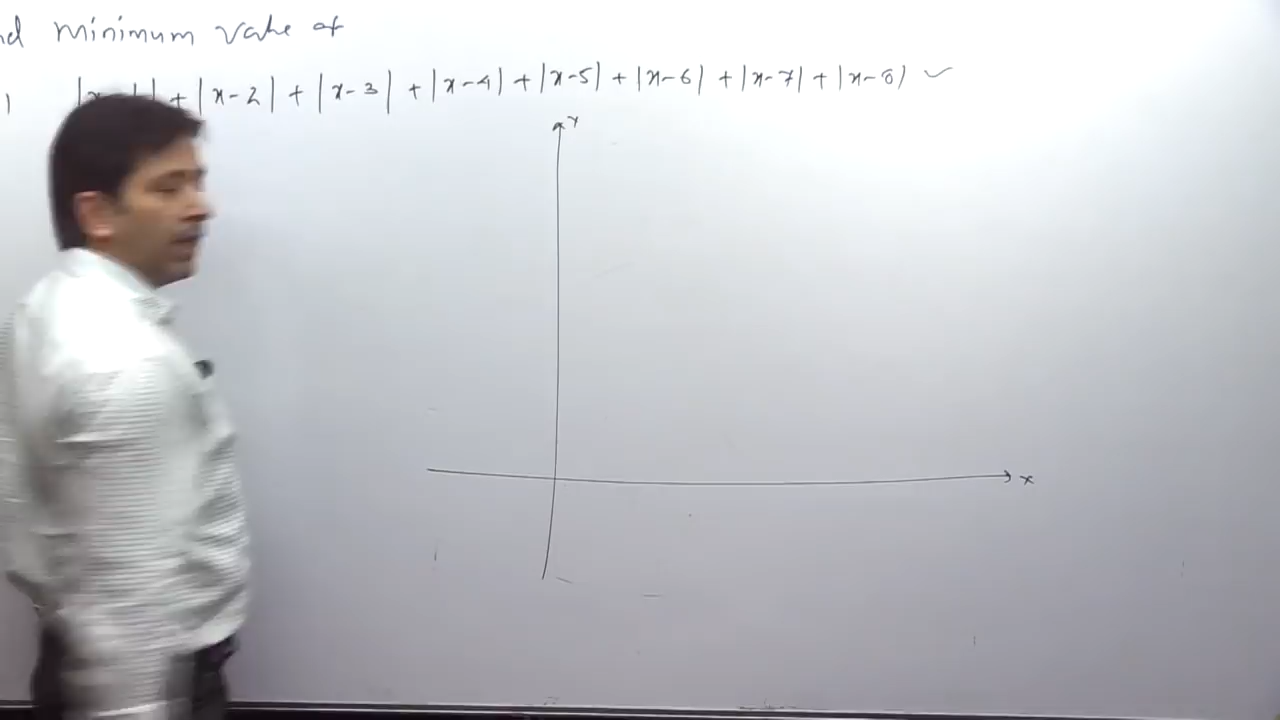 nd minimum value of
) |x-1| + |x-2| + |x-3| + |x-4| + |x-5| + |x-6| + |x-7| + |x-8| ✓
Y
x